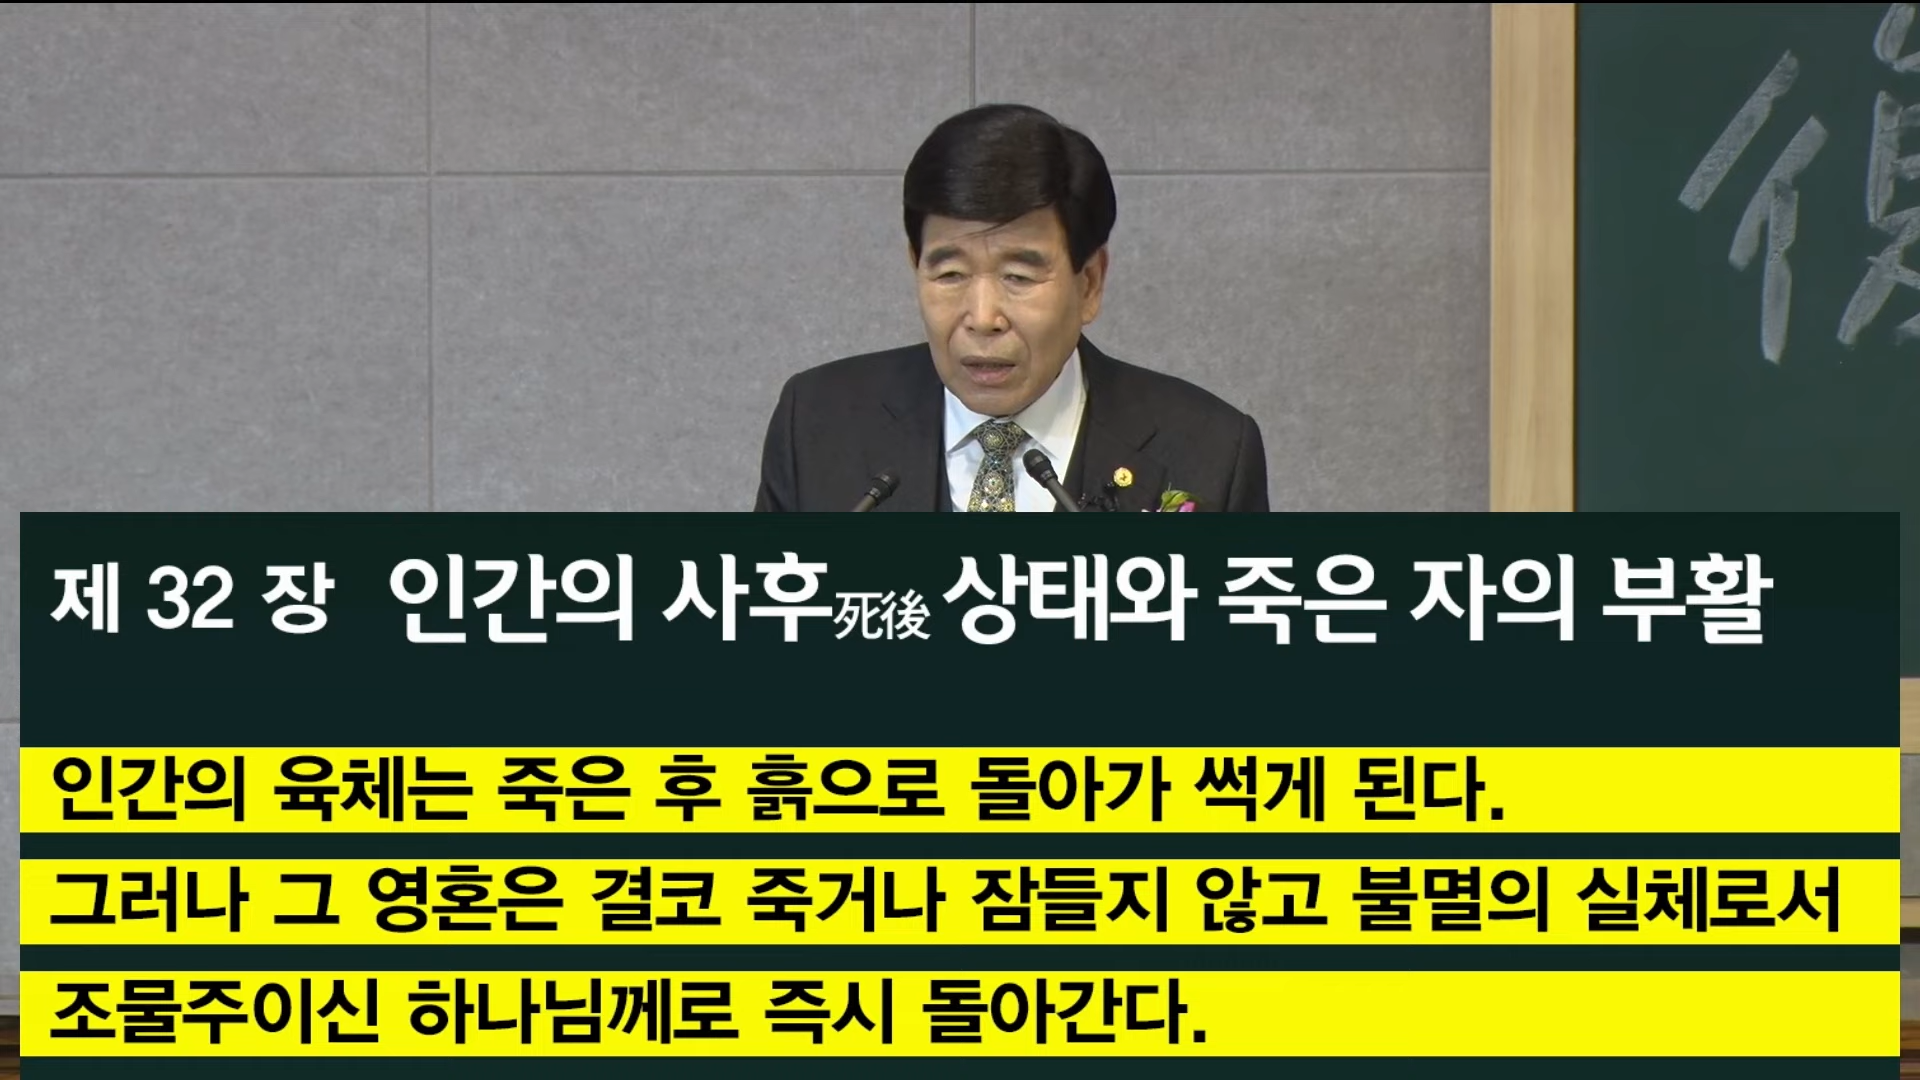 제 32 장 인간의 사후死後 상태와 죽은 자의 부활
인간의 육체는 죽은 후 흙으로 돌아가 썩게 된다.
그러나 그 영혼은 결코 죽거나 잠들지 않고 불멸의 실체로서
조물주이신 하나님께로 즉시 돌아간다.